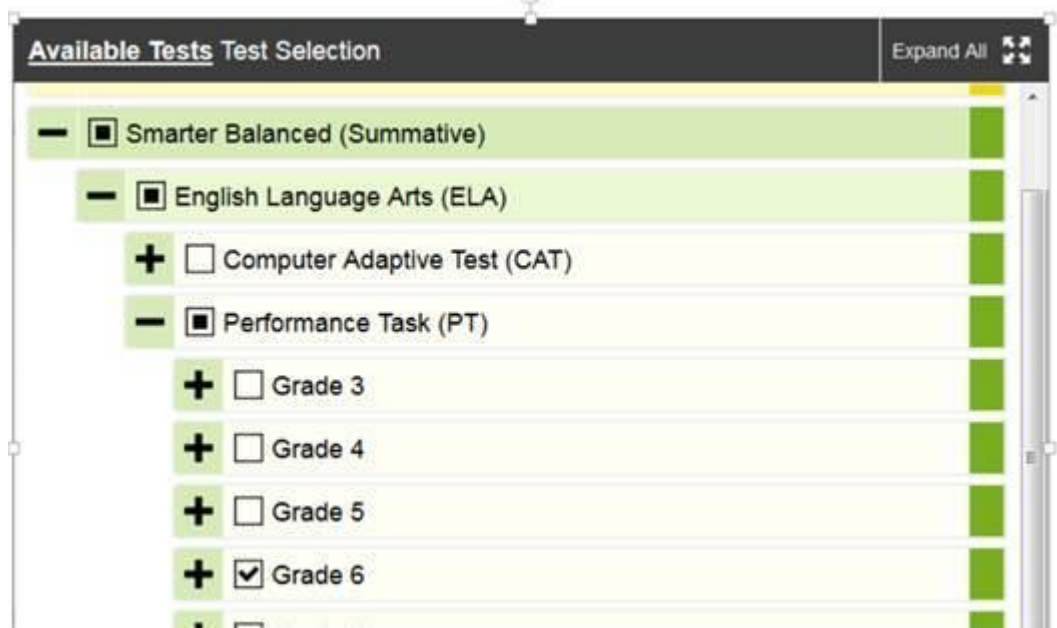 Available Tests Test Selection Expand All
Smarter Balanced (Summative)
English Language Arts (ELA)
Computer Adaptive Test (CAT)
Performance Task (PT)
Grade 3
Grade 4
Grade 5
Grade 6